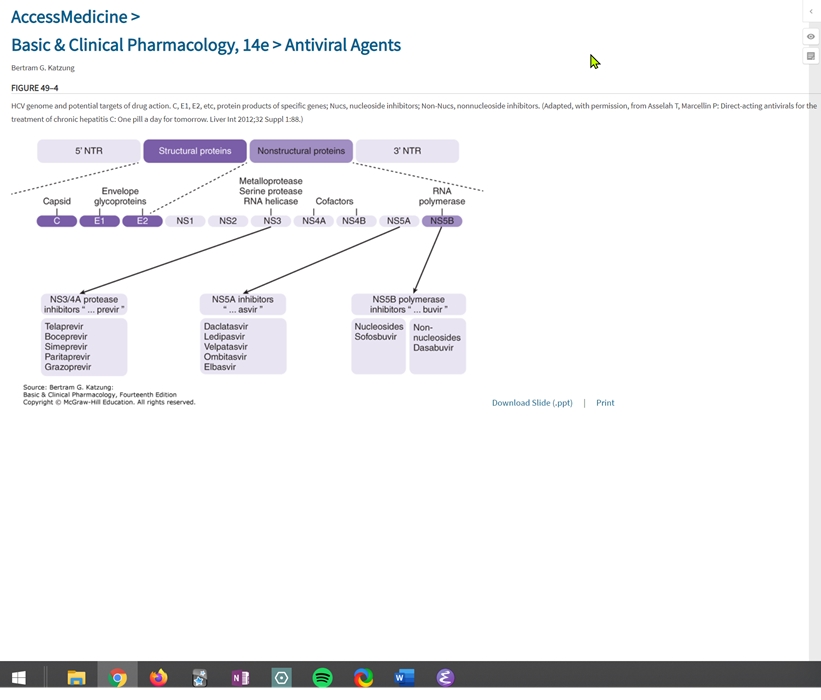 AccessMedicine >
Basic & Clinical Pharmacology, 14e > Antiviral Agents
Bertram G. Katzung
FIGURE 49–4
HCV genome and potential targets of drug action. C, E1, E2, etc, protein products of specific genes; Nucs, nucleoside inhibitors; Non-Nucs, nonnucleoside inhibitors. (Adapted, with permission, from Asselah T, Marcellin P: Direct-acting antivirals for the
treatment of chronic hepatitis C: One pill a day for tomorrow. Liver Int 2012;32 Suppl 1:88.)
5' NTR
Structural proteins
Nonstructural proteins
3' NTR
Capsid
Envelope
glycoproteins
Metalloprotease
Serine protease
RNA helicase
Cofactors
RNA
polymerase
C
E1
E2
NS1
NS2
NS3
NS4A
NS4B
NS5A
NS5B
NS3/4A protease
inhibitors " ... previr "
Telaprevir
Boceprevir
Simeprevir
Paritaprevir
Grazoprevir
NS5A inhibitors
" ... asvir "
Daclatasvir
Ledipasvir
Velpatasvir
Ombitasvir
Elbasvir
NS5B polymerase
inhibitors " ... buvir "
Nucleosides
Sofosbuvir
Non-
nucleosides
Dasabuvir
Source: Bertram G. Katzung:
Basic & Clinical Pharmacology, Fourteenth Edition
Copyright © McGraw-Hill Education. All rights reserved.
Download Slide (.ppt) | Print